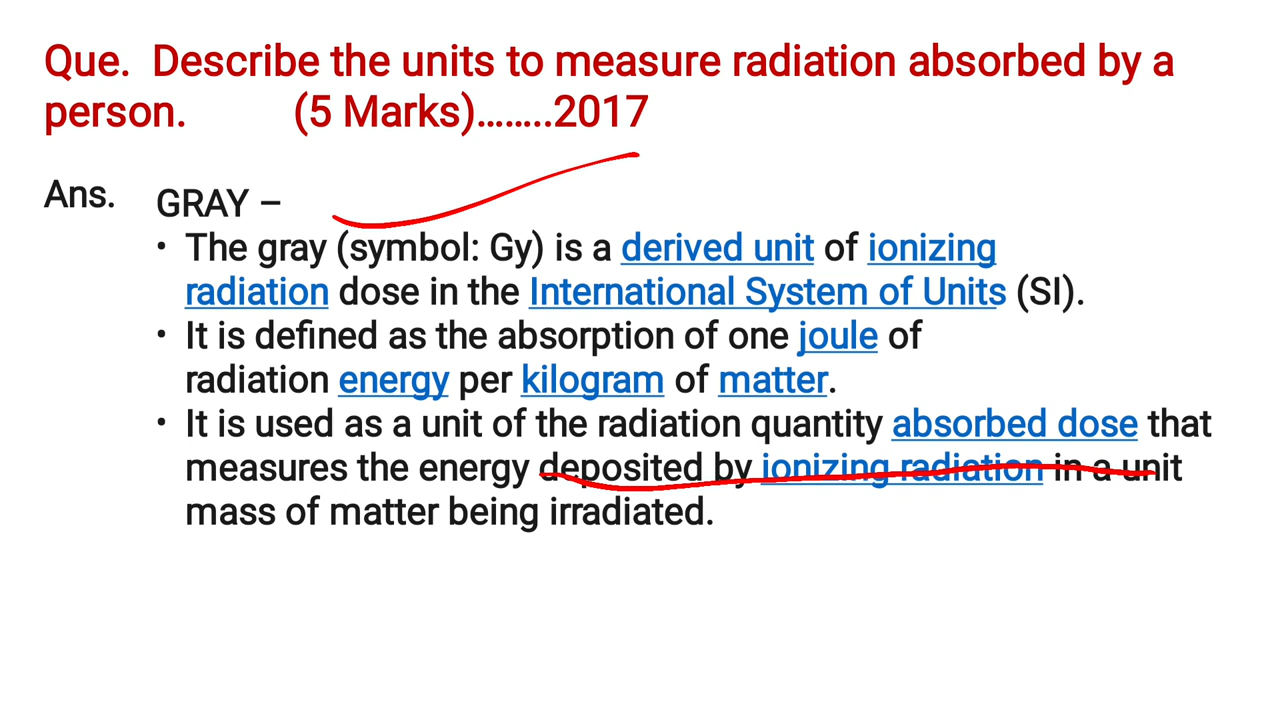 Que.  Describe the units to measure radiation absorbed by a
person.          (5 Marks)……..2017
Ans.
GRAY –
• The gray (symbol: Gy) is a derived unit of ionizing
radiation dose in the International System of Units (SI).
• It is defined as the absorption of one joule of
radiation energy per kilogram of matter.
• It is used as a unit of the radiation quantity absorbed dose that
measures the energy deposited by ionizing radiation in a unit
mass of matter being irradiated.